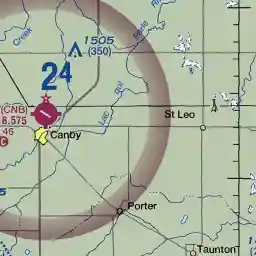 Creek
1505
(350)
24
(CNB)
8.575
46
C
Canby
Lac
Qui
St Leo
Porter
Taunton